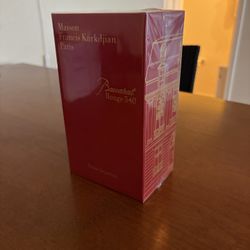 Maison
Francis Kurkdjian
Paris
Baccarat
Rouge 540